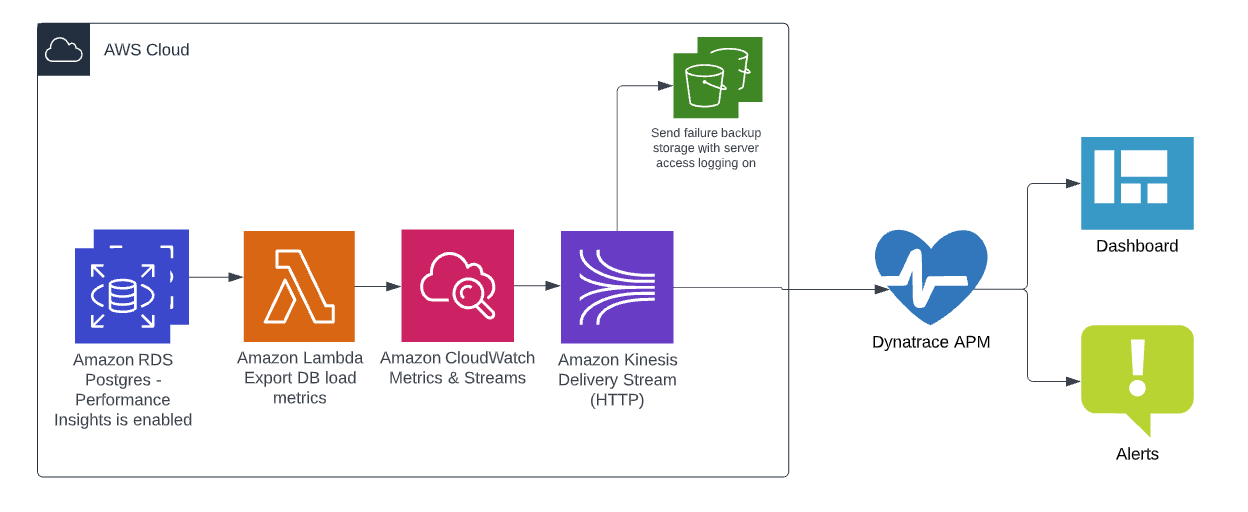 AWS Cloud
Send failure backup
storage with server
access logging on
Amazon RDS
Postgres -
Performance
Insights is enabled
Amazon Lambda
Export DB load
metrics
Amazon CloudWatch
Metrics & Streams
Amazon Kinesis
Delivery Stream
(HTTP)
Dynatrace APM
Dashboard
Alerts